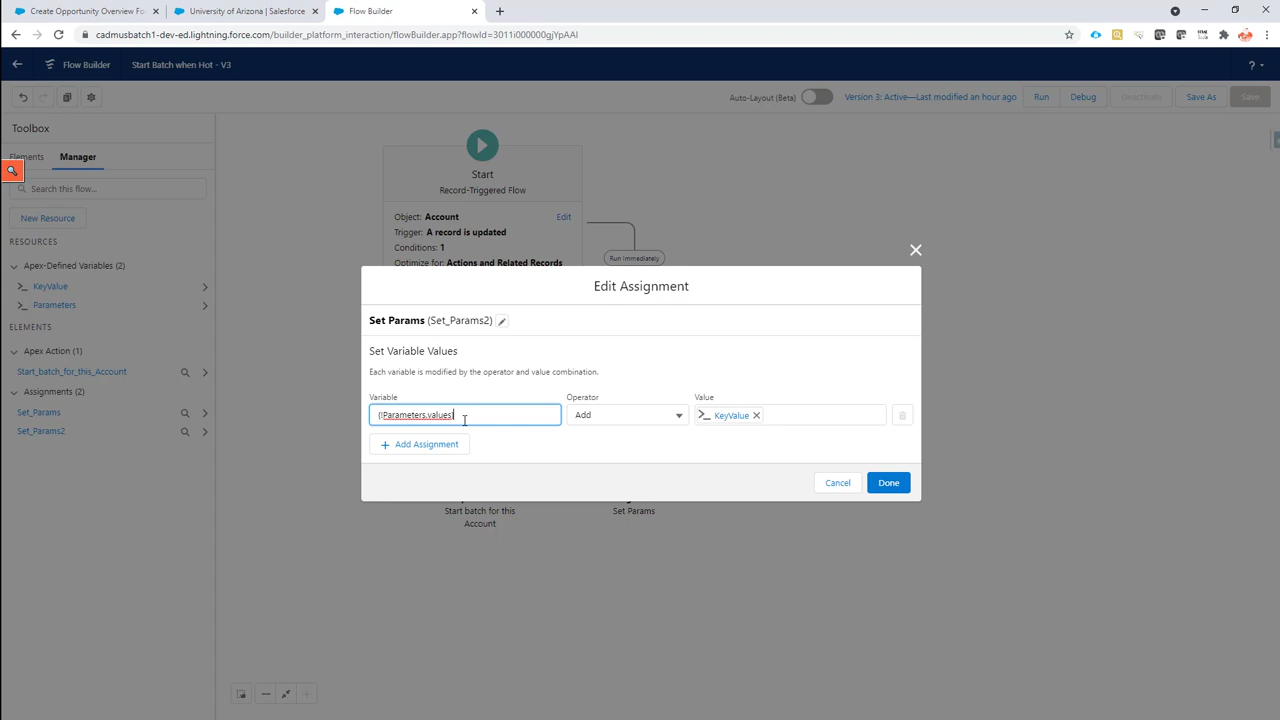 Create Opportunity Overview Fo
University of Arizona | Salesforce
Flow Builder
cadmusbatch1-dev-ed.lightning.force.com/builder_platform_interaction/flowBuilder.app?flowId=3011i000000gjYpAAI
Flow Builder
Start Batch when Hot - V3
?
Auto-Layout (Beta)
Version 3: Active—Last modified an hour ago
Run
Debug
Deactivate
Save As
Save
Toolbox
Elements
Manager
Search this flow...
New Resource
RESOURCES
Apex-Defined Variables (2)
KeyValue
Parameters
ELEMENTS
Apex Action (1)
Start_batch_for_this_Account
Assignments (2)
Set_Params
Set_Params2
Start
Record-Triggered Flow
Object: Account
Edit
Trigger: A record is updated
Conditions: 1
Optimize for: Actions and Related Records
Run Immediately
Edit Assignment
Set Params (Set_Params2)
Set Variable Values
Each variable is modified by the operator and value combination.
Variable
Operator
Value
{!Parameters.values}
Add
KeyValue
+ Add Assignment
Cancel
Done
Start batch for this
Account
Set Params